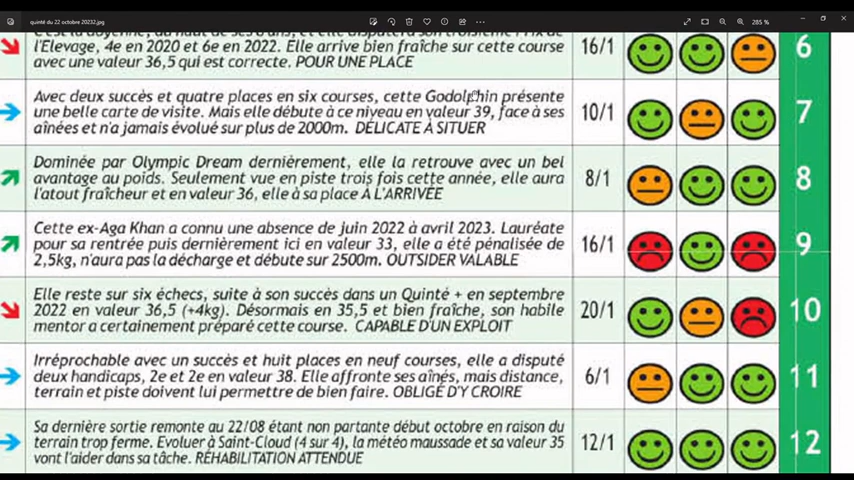 quinté du 22 octobre 20232.jpg
285 %
C'est la doyenne, du haut de ses 8 ans, et elle disputera son troisième Prix de
l'Elevage, 4e en 2020 et 6e en 2022. Elle arrive bien fraîche sur cette course
avec une valeur 36,5 qui est correcte. POUR UNE PLACE
16/1
6
Avec deux succès et quatre places en six courses, cette Godolphin présente
une belle carte de visite. Mais elle débute à ce niveau en valeur 39, face à ses
aînées et n'a jamais évolué sur plus de 2000m. DÉLICATE À SITUER
10/1
7
Dominée par Olympic Dream dernièrement, elle la retrouve avec un bel
avantage au poids. Seulement vue en piste trois fois cette année, elle aura
l'atout fraîcheur et en valeur 36, elle a sa place À L'ARRIVÉE
8/1
8
Cette ex-Aga Khan a connu une absence de juin 2022 à avril 2023. Lauréate
pour sa rentrée puis dernièrement ici en valeur 33, elle a été pénalisée de
2,5kg, n'aura pas la décharge et débute sur 2500m. OUTSIDER VALABLE
16/1
9
Elle reste sur six échecs, suite à son succès dans un Quinté + en septembre
2022 en valeur 36,5 (+4kg). Désormais en 35,5 et bien fraîche, son habile
mentor a certainement préparé cette course. CAPABLE D'UN EXPLOIT
20/1
10
Irréprochable avec un succès et huit places en neuf courses, elle a disputé
deux handicaps, 2e et 2e en valeur 38. Elle affronte ses aînés, mais distance,
terrain et piste doivent lui permettre de bien faire. OBLIGÉ D'Y CROIRE
6/1
11
Sa dernière sortie remonte au 22/08 étant non partante début octobre en raison du
terrain trop ferme. Evoluer à Saint-Cloud (4 sur 4), la météo maussade et sa valeur 35
vont l'aider dans sa tâche. RÉHABILITATION ATTENDUE
12/1
12